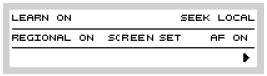 LEARN ON SEEK LOCAL
REGIONAL ON SCREEN SET AF ON